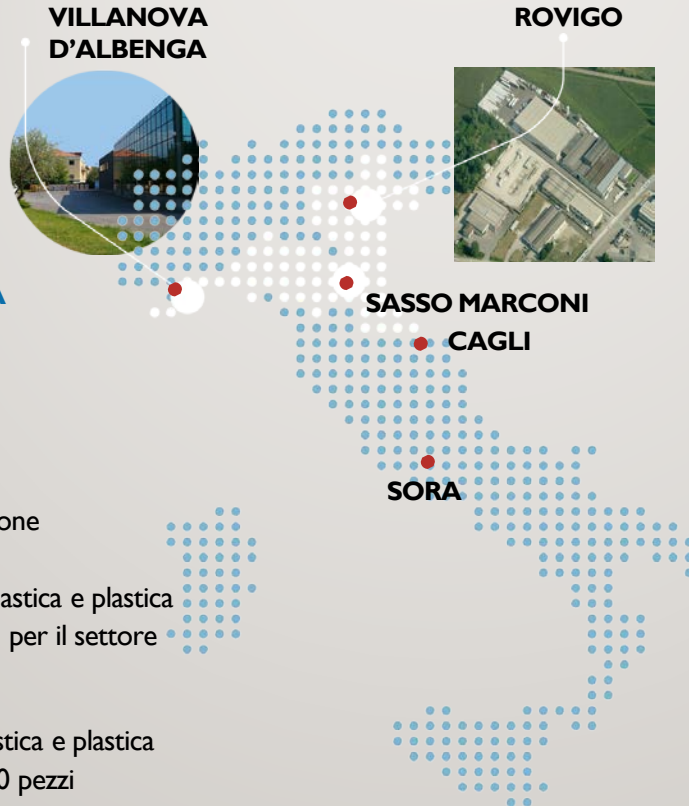 VILLANOVA
D'ALBENGA
ROVIGO
A
SASSO MARCONI
CAGLI
SORA
one
astica e plastica
per il settore
stica e plastica
0 pezzi